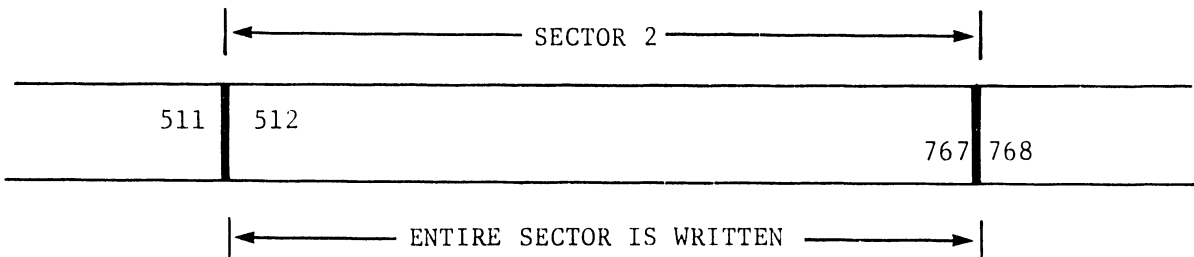 SECTOR 2
511 512
767 768
ENTIRE SECTOR IS WRITTEN